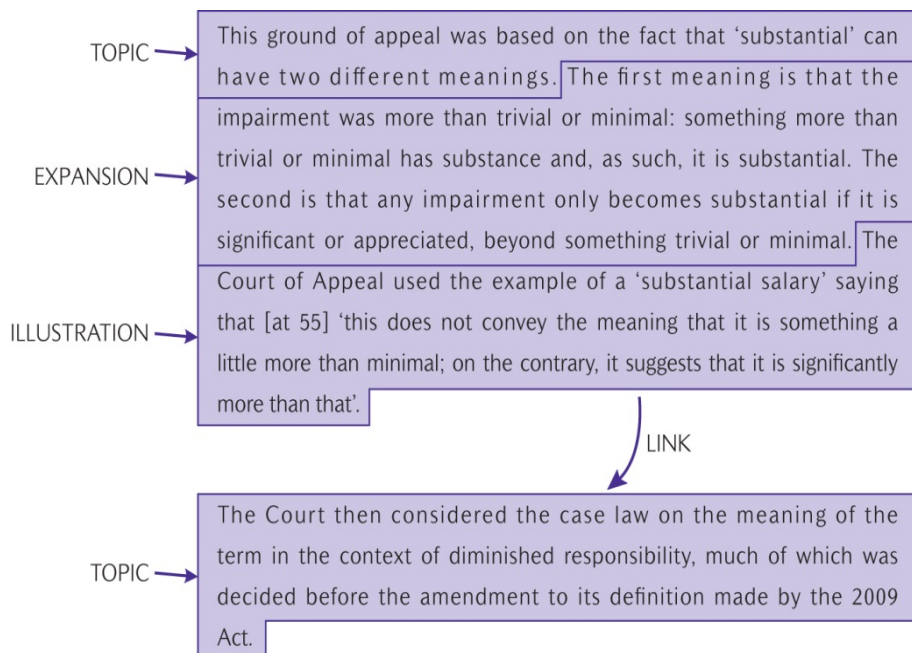 TOPIC
This ground of appeal was based on the fact that ‘substantial’ can
have two different meanings. The first meaning is that the
impairment was more than trivial or minimal: something more than
trivial or minimal has substance and, as such, it is substantial. The
EXPANSION
second is that any impairment only becomes substantial if it is
significant or appreciated, beyond something trivial or minimal. The
Court of Appeal used the example of a ‘substantial salary’ saying
that [at 55] ‘this does not convey the meaning that it is something a
ILLUSTRATION
little more than minimal; on the contrary, it suggests that it is significantly
more than that’.
LINK
The Court then considered the case law on the meaning of the
term in the context of diminished responsibility, much of which was
TOPIC
decided before the amendment to its definition made by the 2009
Act.